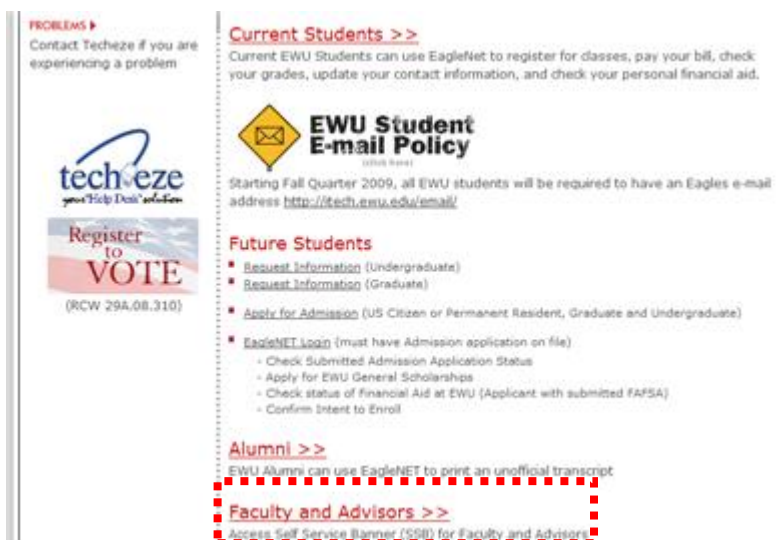 PROBLEMS
Contact Techeze if you are
experiencing a problem
techeze
your "Help Desk" solution
Register
to
VOTE
(RCW 29A.08.310)
Current Students >>
Current EWU Students can use EagleNet to register for classes, pay your bill, check
your grades, update your contact information, and check your personal financial aid.
EWU Student
E-mail Policy
(click here)
Starting Fall Quarter 2009, all EWU students will be required to have an Eagles e-mail
address http://itech.ewu.edu/email/
Future Students
Request Information (Undergraduate)
Request Information (Graduate)
Apply for Admission (US Citizen or Permanent Resident, Graduate and Undergraduate)
EagleNET Login (must have Admission application on file)
- Check Submitted Admission Application Status
- Apply for EWU General Scholarships
- Check status of Financial Aid at EWU (Applicant with submitted FAFSA)
- Confirm Intent to Enroll
Alumni >>
EWU Alumni can use EagleNET to print an unofficial transcript
Faculty and Advisors >>
Access Self Service Banner (SSB) for Faculty and Advisors